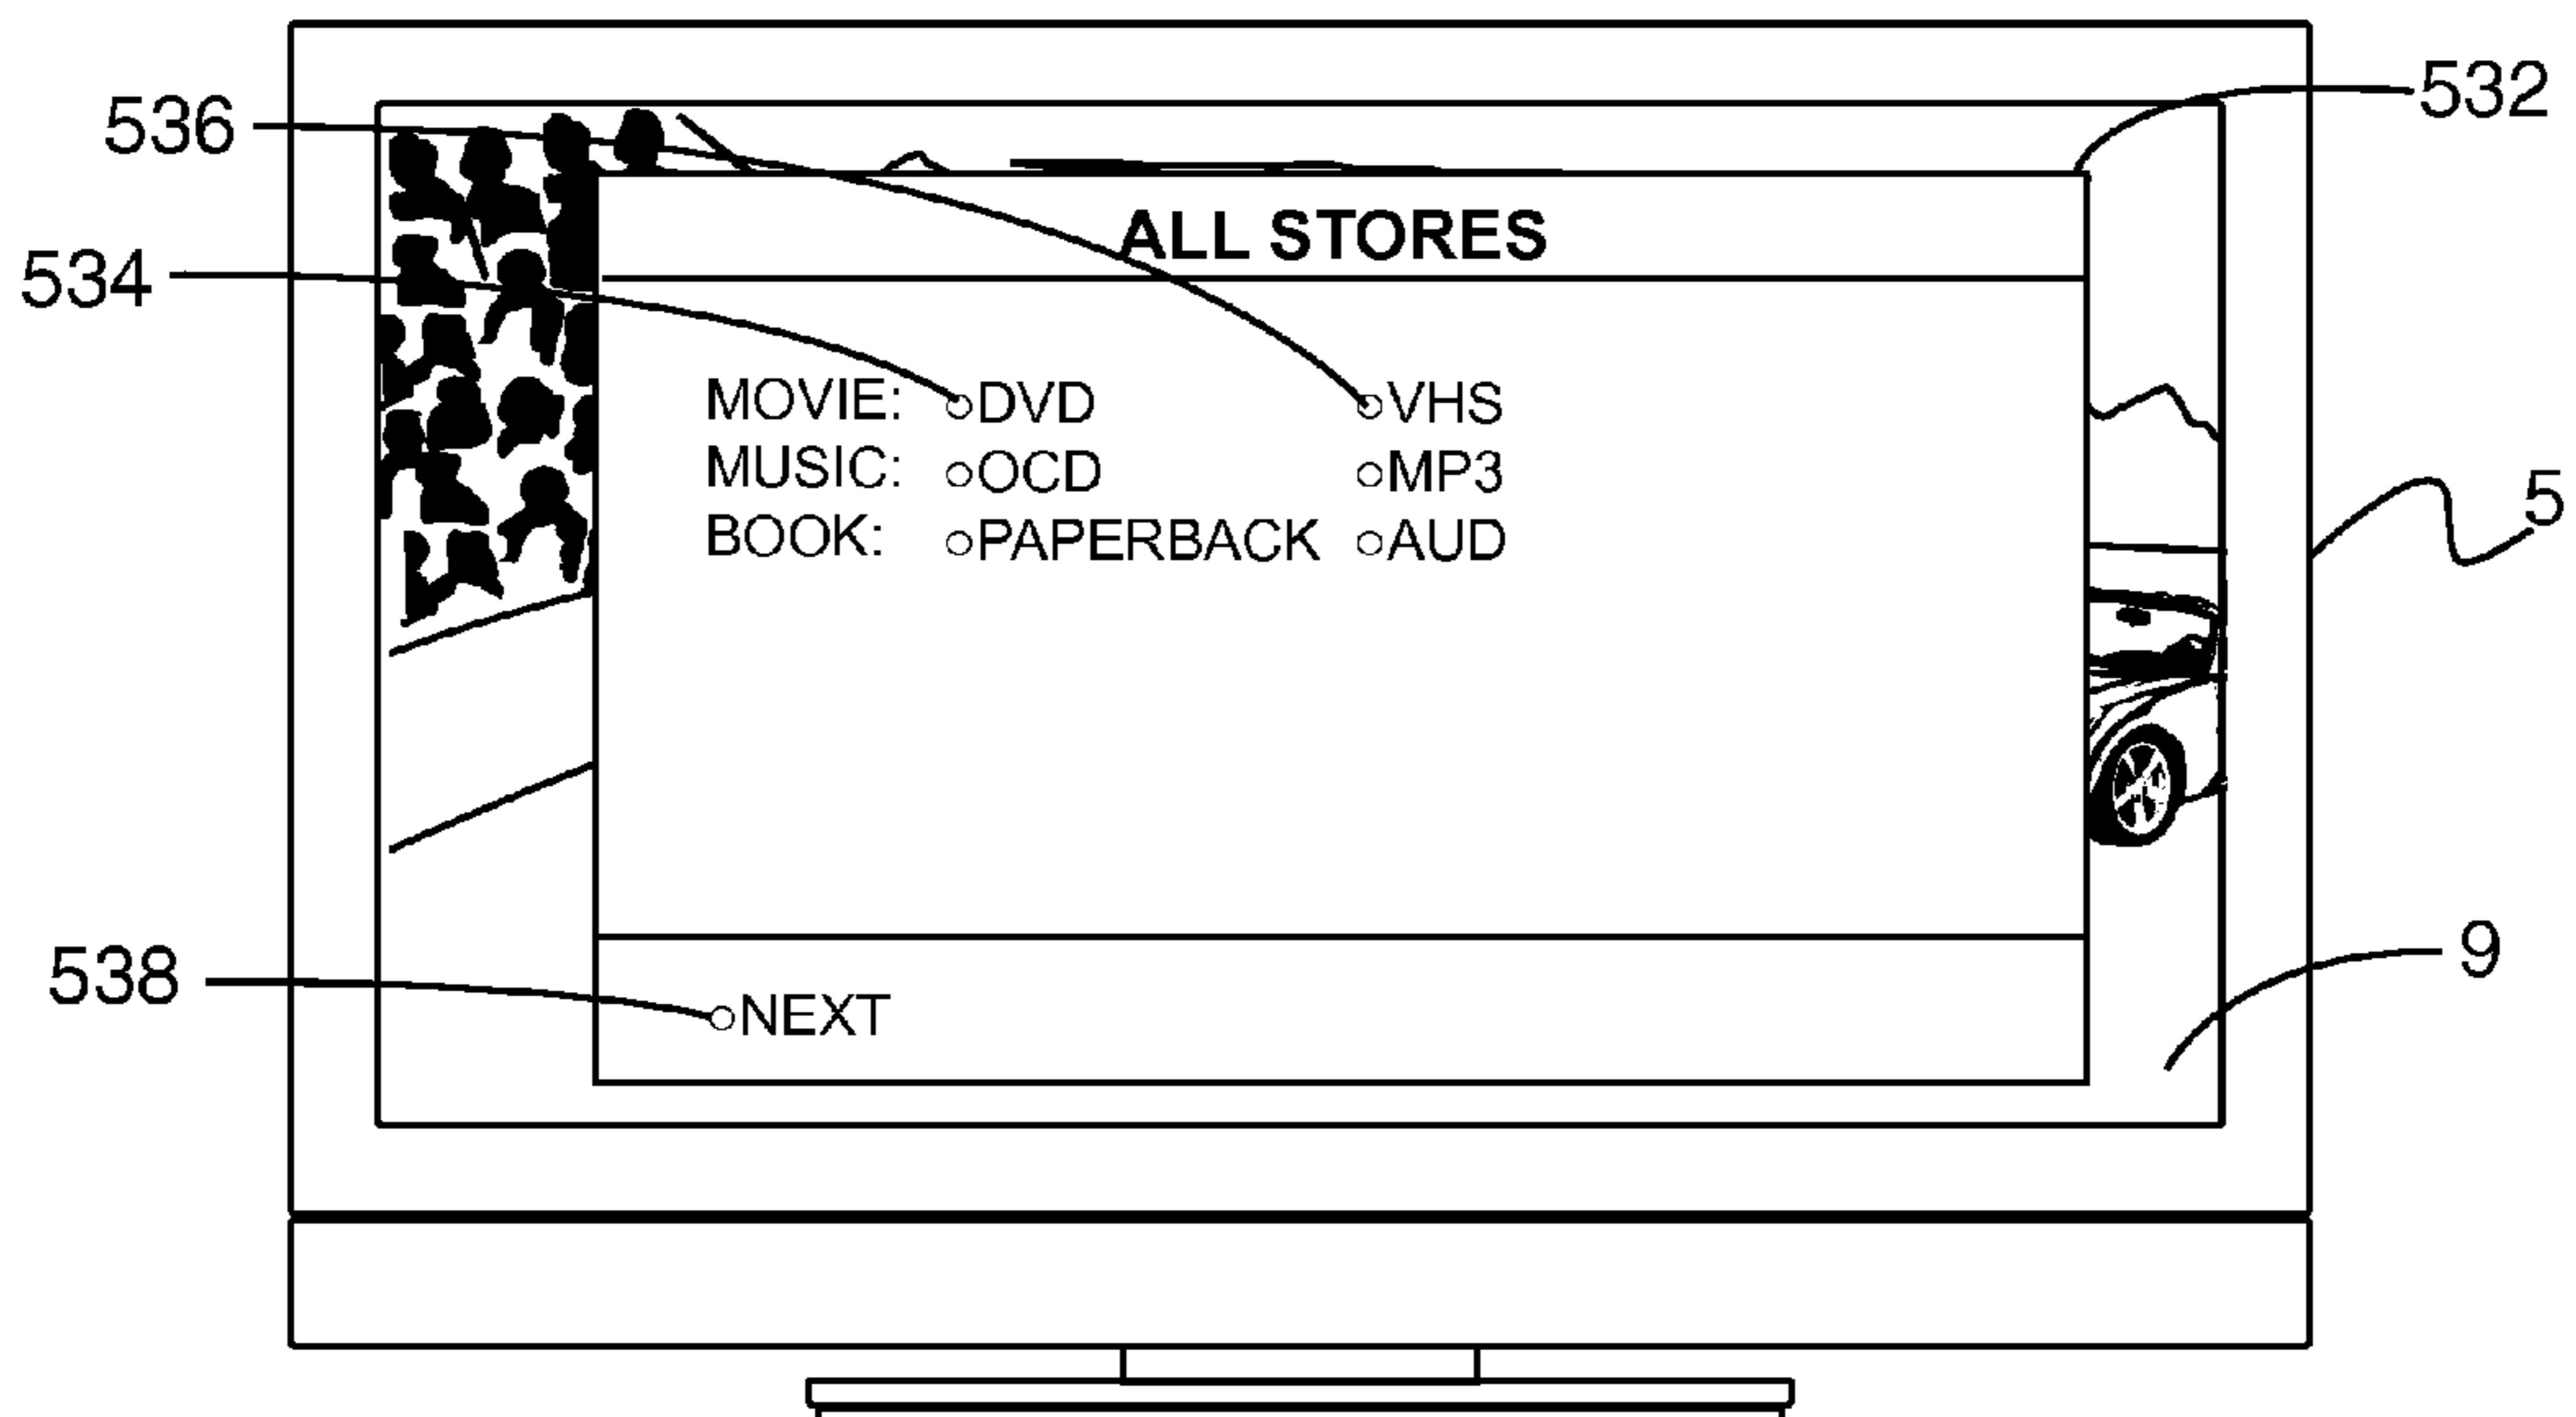 532
536
ALL STORES
534
MOVIE: ○DVD ○VHS
MUSIC: ○OCD ○MP3
BOOK: ○PAPERBACK ○AUD
5
9
538
○NEXT